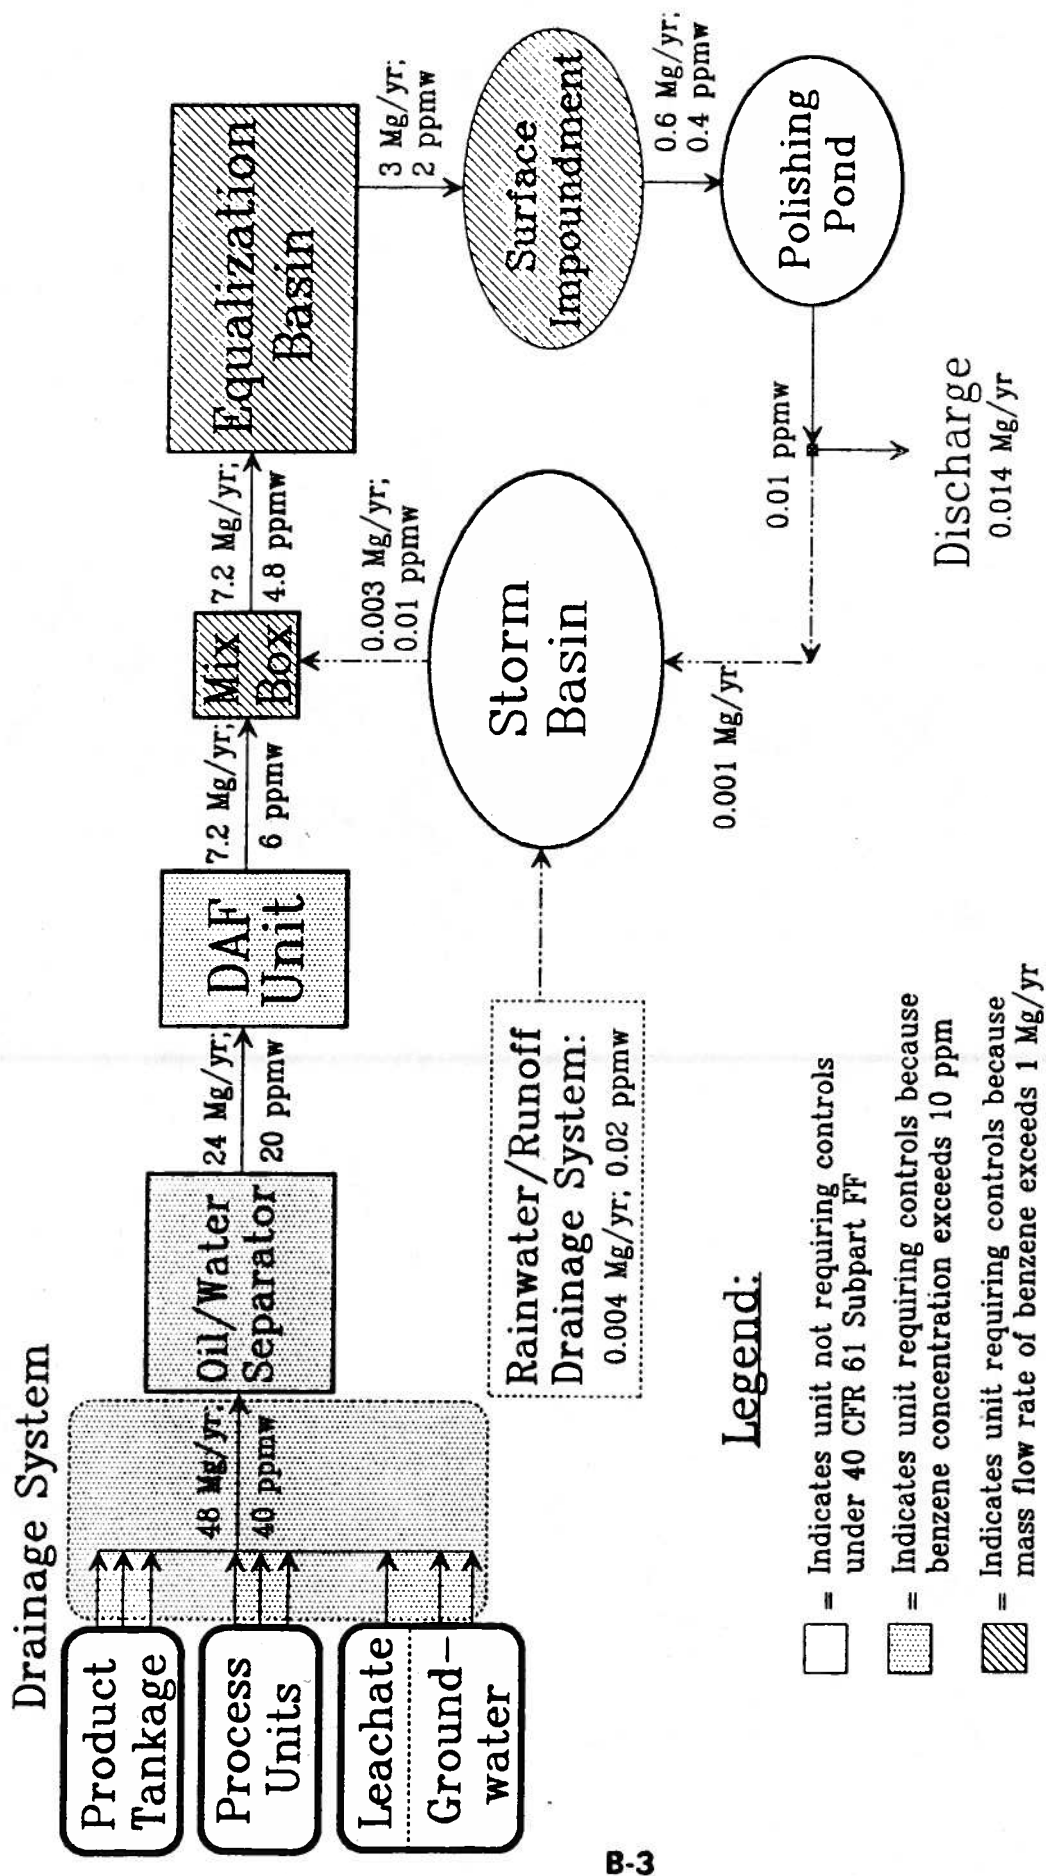 Drainage System
Product
Tankage
Process
Units
Leachate
Ground-
water
48 Mg/yr;
40 ppmw
Oil/Water
Separator
24 Mg/yr;
20 ppmw
DAF
Unit
7.2 Mg/yr;
6 ppmw
Mix
Box
7.2 Mg/yr;
4.8 ppmw
Equalization
Basin
3 Mg/yr;
2 ppmw
Surface
Impoundment
0.6 Mg/yr;
0.4 ppmw
Polishing
Pond
0.01 ppmw
Discharge
0.014 Mg/yr
0.001 Mg/yr
Storm
Basin
0.003 Mg/yr;
0.01 ppmw
Rainwater/Runoff
Drainage System:
0.004 Mg/yr; 0.02 ppmw
Legend:
= Indicates unit not requiring controls
under 40 CFR 61 Subpart FF
= Indicates unit requiring controls because
benzene concentration exceeds 10 ppm
= Indicates unit requiring controls because
mass flow rate of benzene exceeds 1 Mg/yr
B-3